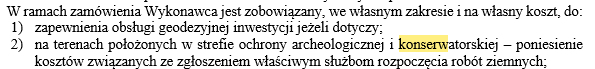 W ramach zamówienia Wykonawca jest zobowiązany, we własnym zakresie i na własny koszt, do:
1) zapewnienia obsługi geodezyjnej inwestycji jeżeli dotyczy;
2) na terenach położonych w strefie ochrony archeologicznej i konserwatorskiej – poniesienie
kosztów związanych ze zgłoszeniem właściwym służbom rozpoczęcia robót ziemnych;